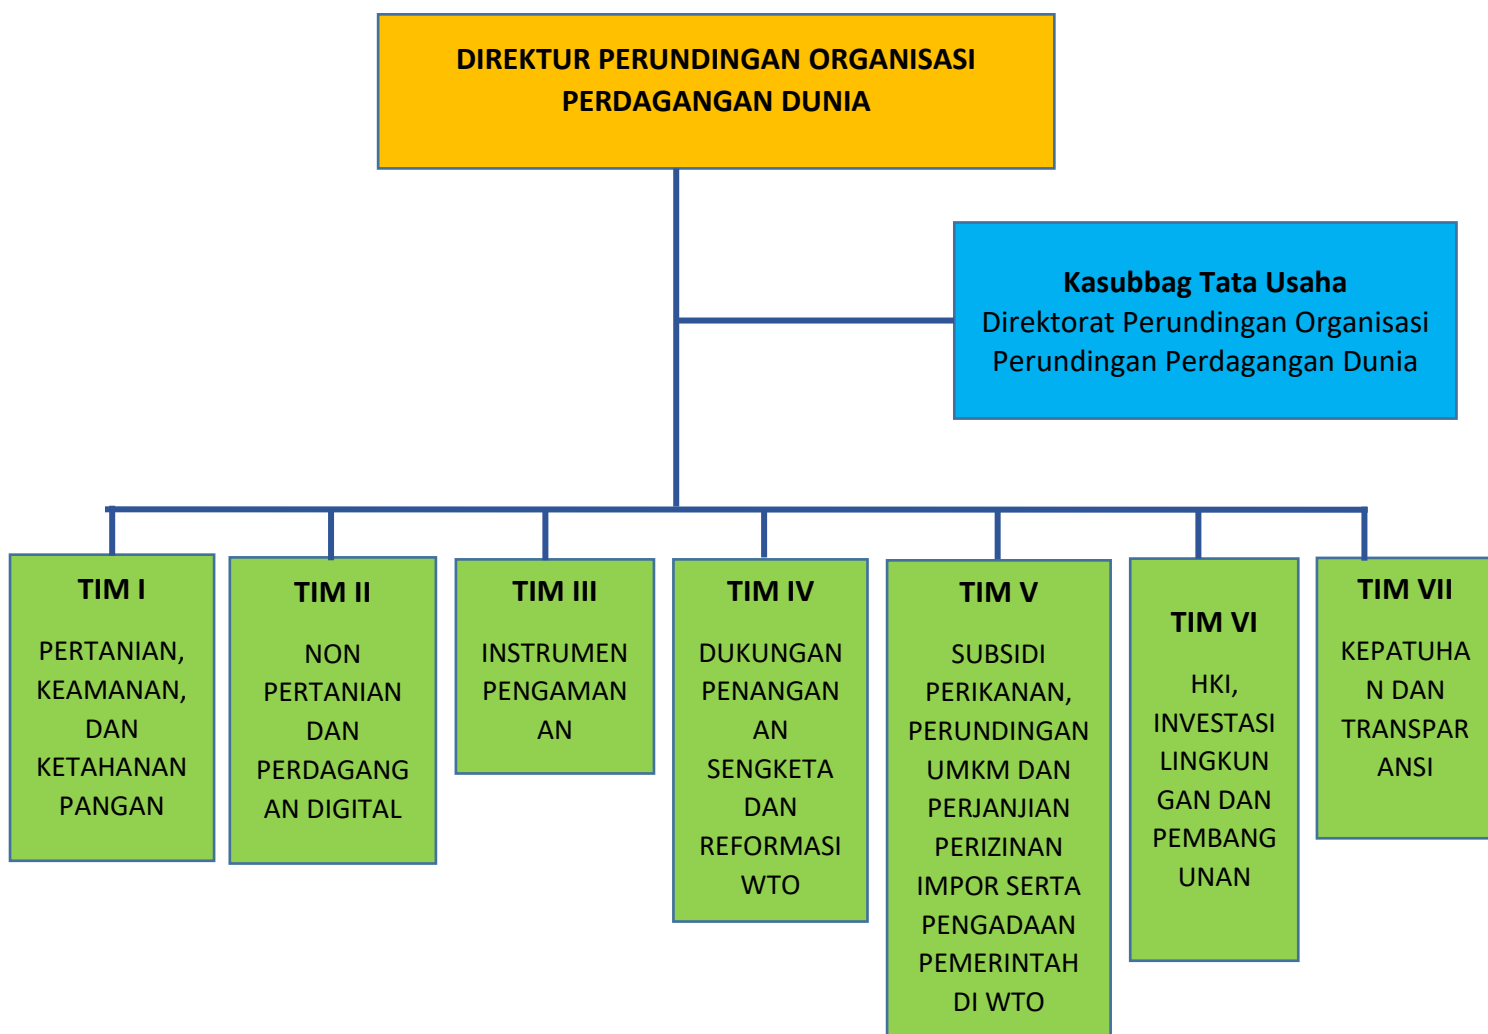 DIREKTUR PERUNDINGAN ORGANISASI
PERDAGANGAN DUNIA
Kasubbag Tata Usaha
Direktorat Perundingan Organisasi
Perundingan Perdagangan Dunia
TIM I
PERTANIAN,
KEAMANAN,
DAN
KETAHANAN
PANGAN
TIM II
NON
PERTANIAN
DAN
PERDAGANG
AN DIGITAL
TIM III
INSTRUMEN
PENGAMAN
AN
TIM IV
DUKUNGAN
PENANGAN
AN
SENGKETA
DAN
REFORMASI
WTO
TIM V
SUBSIDI
PERIKANAN,
PERUNDINGAN
UMKM DAN
PERJANJIAN
PERIZINAN
IMPOR SERTA
PENGADAAN
PEMERINTAH
DI WTO
TIM VI
HKI,
INVESTASI
LINGKUN
GAN DAN
PEMBANG
UNAN
TIM VII
KEPATUHA
N DAN
TRANSPAR
ANSI